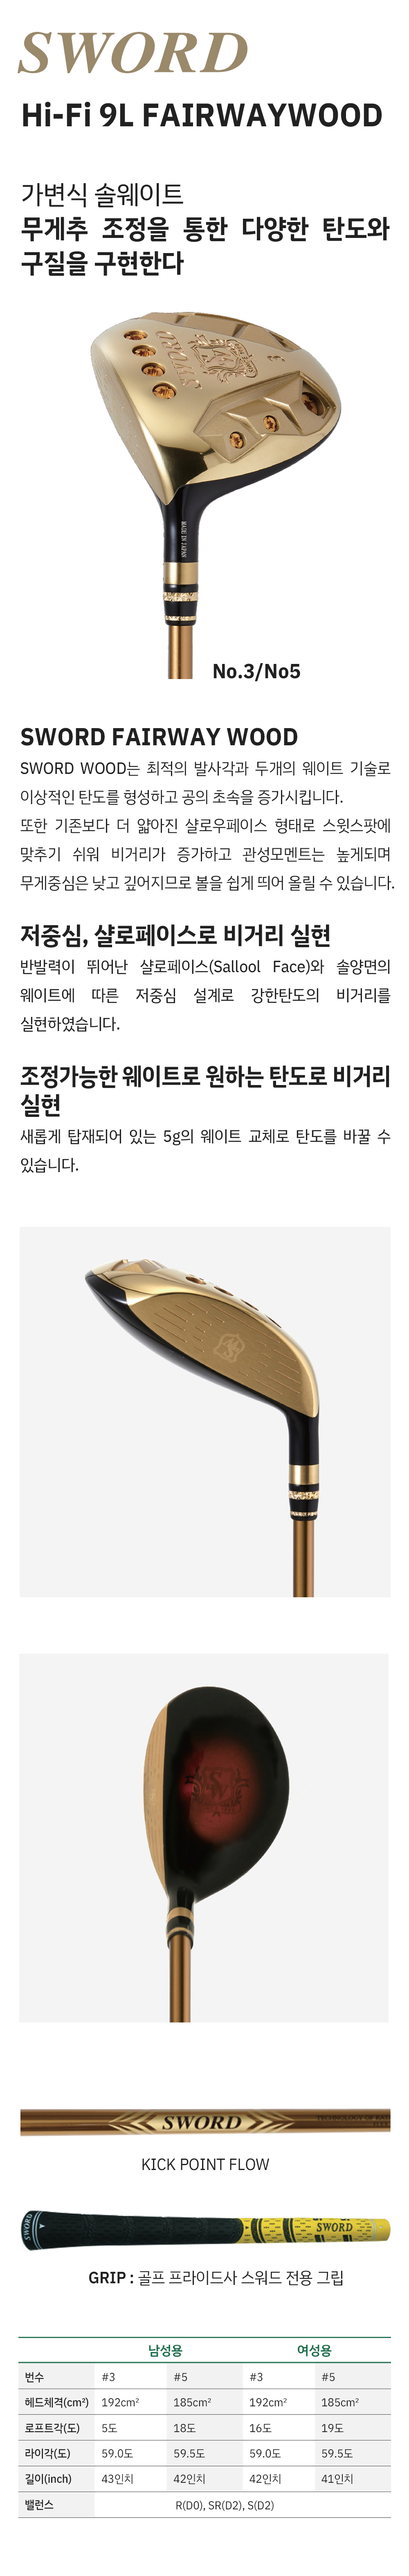 SWORD
Hi-Fi 9L FAIRWAYWOOD
가변식 솔웨이트
무게추 조정을 통한 다양한 탄도와
구질을 구현한다
SWORD
MADE IN JAPAN
No.3/No5
SWORD FAIRWAY WOOD
SWORD WOOD는 최적의 발사각과 두개의 웨이트 기술로
이상적인 탄도를 형성하고 공의 초속을 증가시킵니다.
또한 기존보다 더 얇아진 샬로우페이스 형태로 스윗스팟에
맞추기 쉬워 비거리가 증가하고 관성모멘트는 높게되며
무게중심은 낮고 깊어지므로 볼을 쉽게 띄어 올릴 수 있습니다.
저중심, 샬로페이스로 비거리 실현
반발력이 뛰어난 샬로페이스(Sallool Face)와 솔양면의
웨이트에 따른 저중심 설계로 강한탄도의 비거리를
실현하였습니다.
조정가능한 웨이트로 원하는 탄도로 비거리
실현
새롭게 탑재되어 있는 5g의 웨이트 교체로 탄도를 바꿀 수
있습니다.
SWORD
KICK POINT FLOW
SWORD SWORD
GRIP : 골프 프라이드사 스워드 전용 그립
남성용 여성용
번수 #3 #5 #3 #5
헤드체격(cm²) 192cm² 185cm² 192cm² 185cm²
로프트각(도) 5도 18도 16도 19도
라이각(도) 59.0도 59.5도 59.0도 59.5도
길이(inch) 43인치 42인치 42인치 41인치
밸런스 R(D0), SR(D2), S(D2)